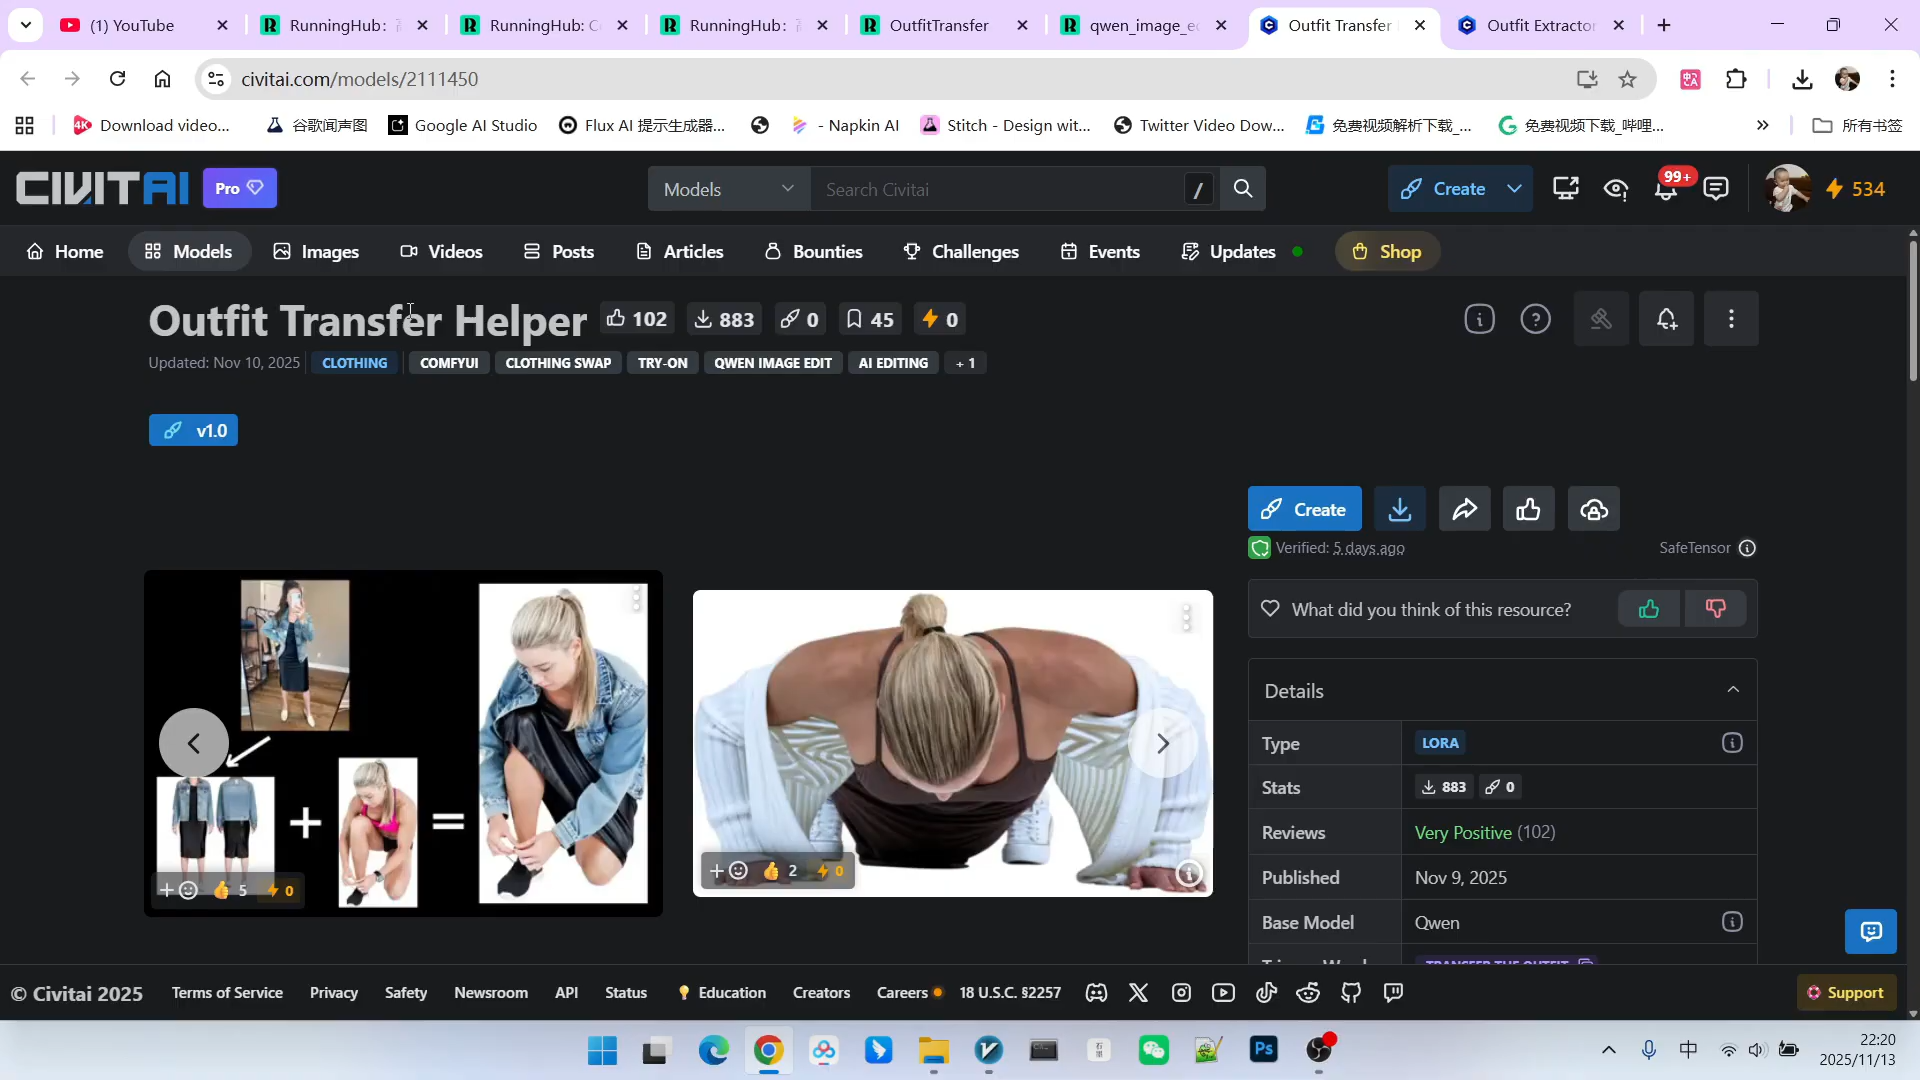 (1) YouTube
RunningHub:
RunningHub: C
RunningHub:
OutfitTransfer
qwen_image_e
Outfit Transfer
Outfit Extractor
civitai.com/models/2111450
Download video...
谷歌闻声图
Google AI Studio
Flux AI 提示生成器...
- Napkin AI
Stitch - Design wit...
Twitter Video Dow...
免费视频解析下载_...
免费视频下载_哔哩...
所有书签
CIVITAI
Pro
Models
Search Civitai
/
Create
99+
534
Home
Models
Images
Videos
Posts
Articles
Bounties
Challenges
Events
Updates
Shop
Outfit Transfer Helper
102
883
0
45
0
Updated: Nov 10, 2025
CLOTHING
COMFYUI
CLOTHING SWAP
TRY-ON
QWEN IMAGE EDIT
AI EDITING
+ 1
v1.0
Create
Verified: 5 days ago
SafeTensor
What did you think of this resource?
Details
Type
LORA
Stats
883
0
Reviews
Very Positive (102)
Published
Nov 9, 2025
Base Model
Qwen
TRANSFER THE OUTFIT
+
=
5
0
2
0
© Civitai 2025
Terms of Service
Privacy
Safety
Newsroom
API
Status
Education
Creators
Careers
18 U.S.C. §2257
Support
Ps
中
22:20
2025/11/13